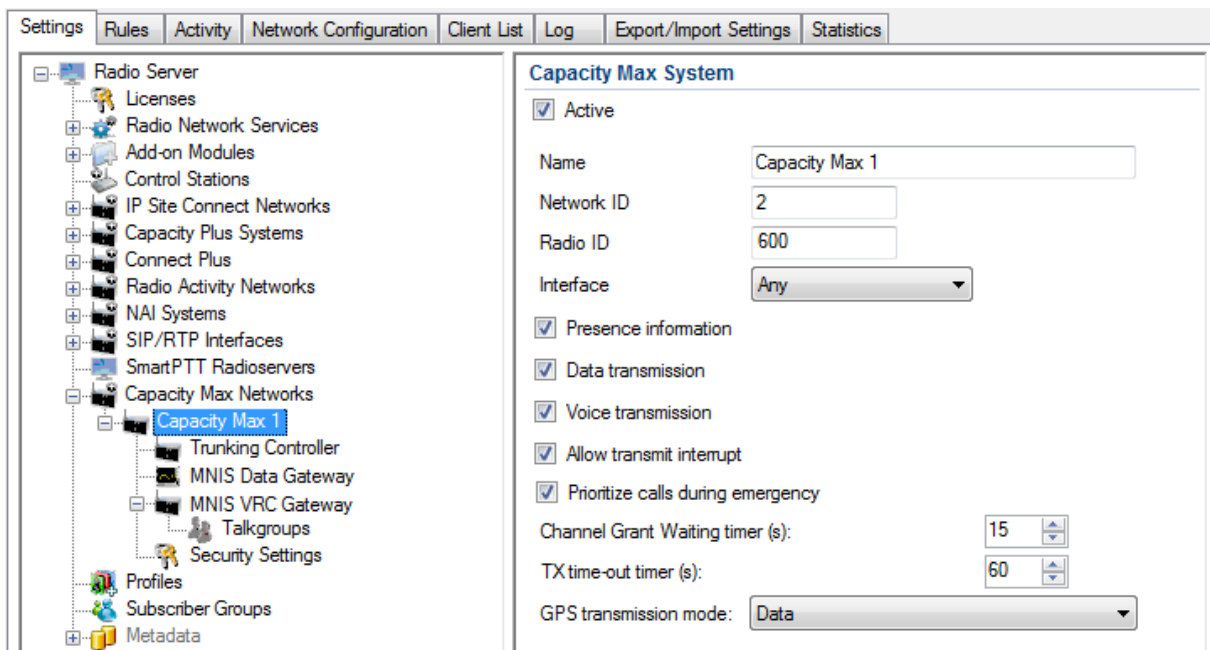 Settings Rules Activity Network Configuration Client List Log Export/Import Settings Statistics
Radio Server
Licenses
Radio Network Services
Add-on Modules
Control Stations
IP Site Connect Networks
Capacity Plus Systems
Connect Plus
Radio Activity Networks
NAI Systems
SIP/RTP Interfaces
SmartPTT Radioservers
Capacity Max Networks
Capacity Max 1
Trunking Controller
MNIS Data Gateway
MNIS VRC Gateway
Talkgroups
Security Settings
Profiles
Subscriber Groups
Metadata
Capacity Max System
Active
Name Capacity Max 1
Network ID 2
Radio ID 600
Interface Any
Presence information
Data transmission
Voice transmission
Allow transmit interrupt
Prioritize calls during emergency
Channel Grant Waiting timer (s): 15
TX time-out timer (s): 60
GPS transmission mode: Data